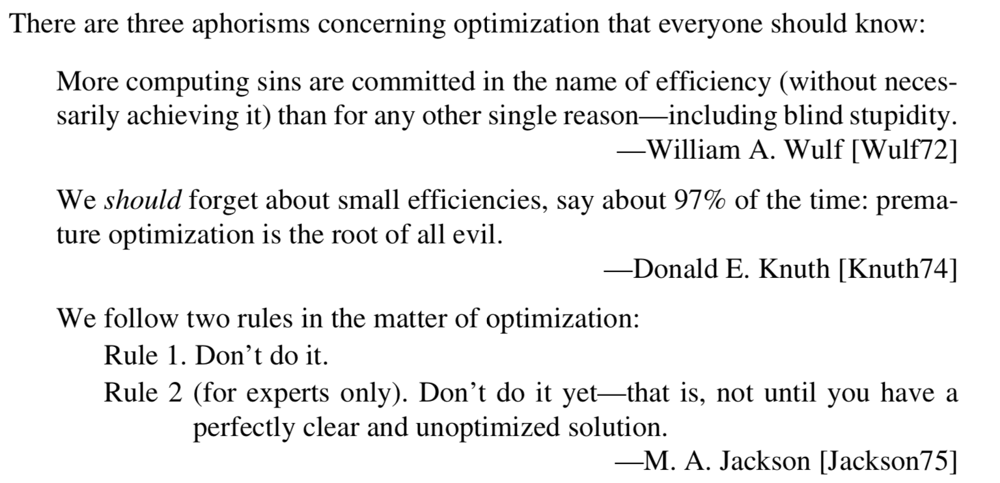 There are three aphorisms concerning optimization that everyone should know:
More computing sins are committed in the name of efficiency (without neces-
sarily achieving it) than for any other single reason—including blind stupidity.
—William A. Wulf [Wulf72]
We should forget about small efficiencies, say about 97% of the time: prema-
ture optimization is the root of all evil.
—Donald E. Knuth [Knuth74]
We follow two rules in the matter of optimization:
Rule 1. Don’t do it.
Rule 2 (for experts only). Don’t do it yet—that is, not until you have a
perfectly clear and unoptimized solution.
—M. A. Jackson [Jackson75]